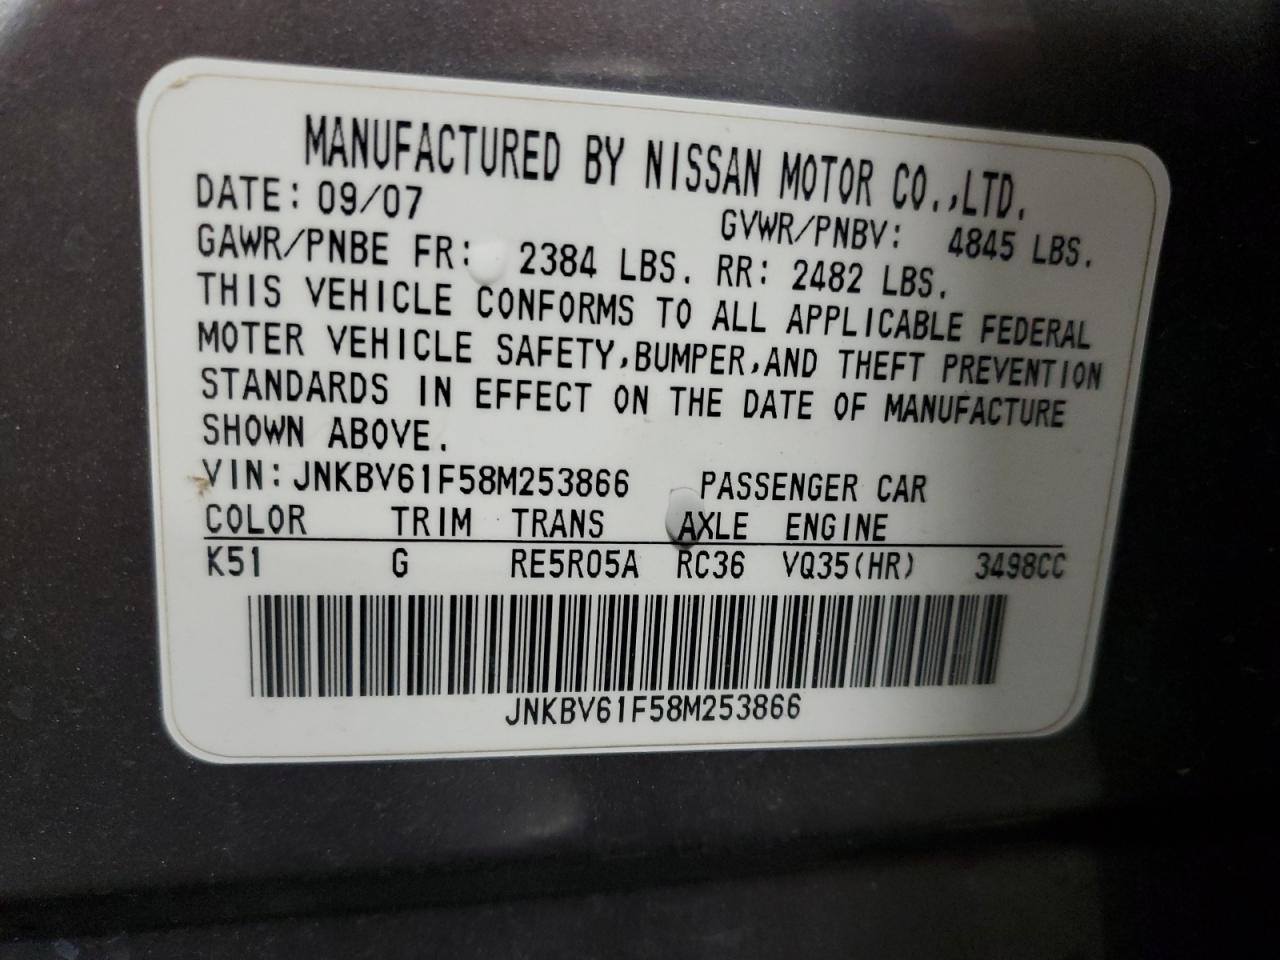 MANUFACTURED BY NISSAN MOTOR CO.,LTD.
DATE: 09/07 GVWR/PNBV: 4845 LBS.
GAWR/PNBE FR: 2384 LBS. RR: 2482 LBS.
THIS VEHICLE CONFORMS TO ALL APPLICABLE FEDERAL
MOTER VEHICLE SAFETY,BUMPER,AND THEFT PREVENTION
STANDARDS IN EFFECT ON THE DATE OF MANUFACTURE
SHOWN ABOVE.
VIN:JNKBV61F58M253866 PASSENGER CAR
COLOR TRIM TRANS AXLE ENGINE
K51 G RE5R05A RC36 VQ35(HR) 3498CC
JNKBV61F58M253866